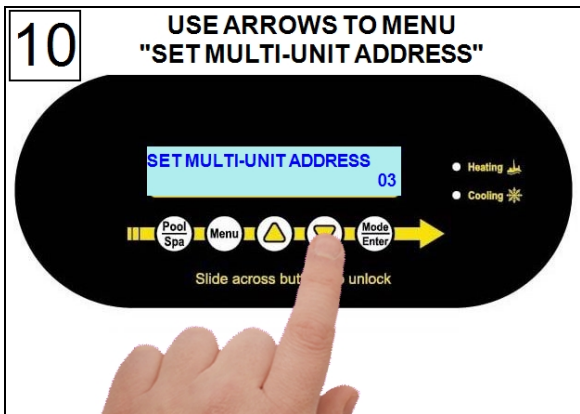 10
USE ARROWS TO MENU
"SET MULTI-UNIT ADDRESS"
SET MULTI-UNIT ADDRESS
03
Heating
Cooling
Pool
Spa
Menu
Mode
Enter
Slide across but o unlock